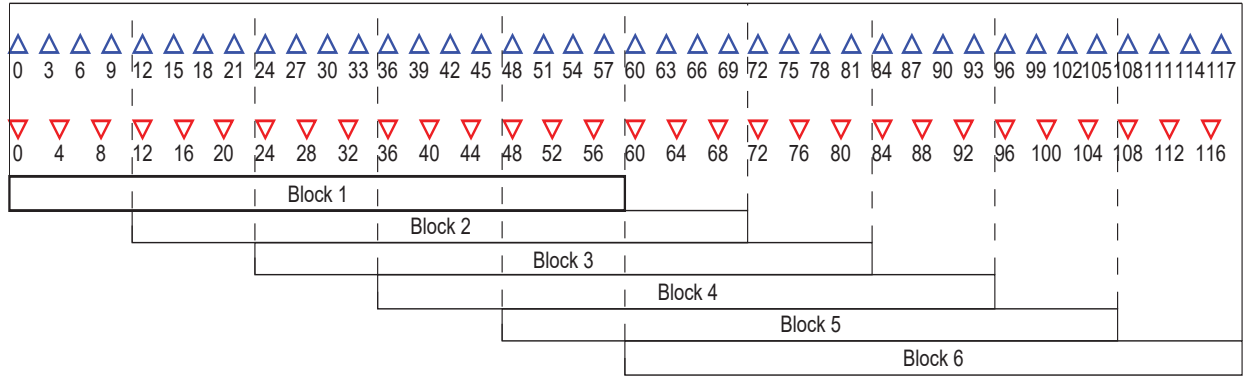 0 3 6 9 12 15 18 21 24 27 30 33 36 39 42 45 48 51 54 57 60 63 66 69 72 75 78 81 84 87 90 93 96 99 102 105 108 111 114 117
0 4 8 12 16 20 24 28 32 36 40 44 48 52 56 60 64 68 72 76 80 84 88 92 96 100 104 108 112 116
Block 1
Block 2
Block 3
Block 4
Block 5
Block 6